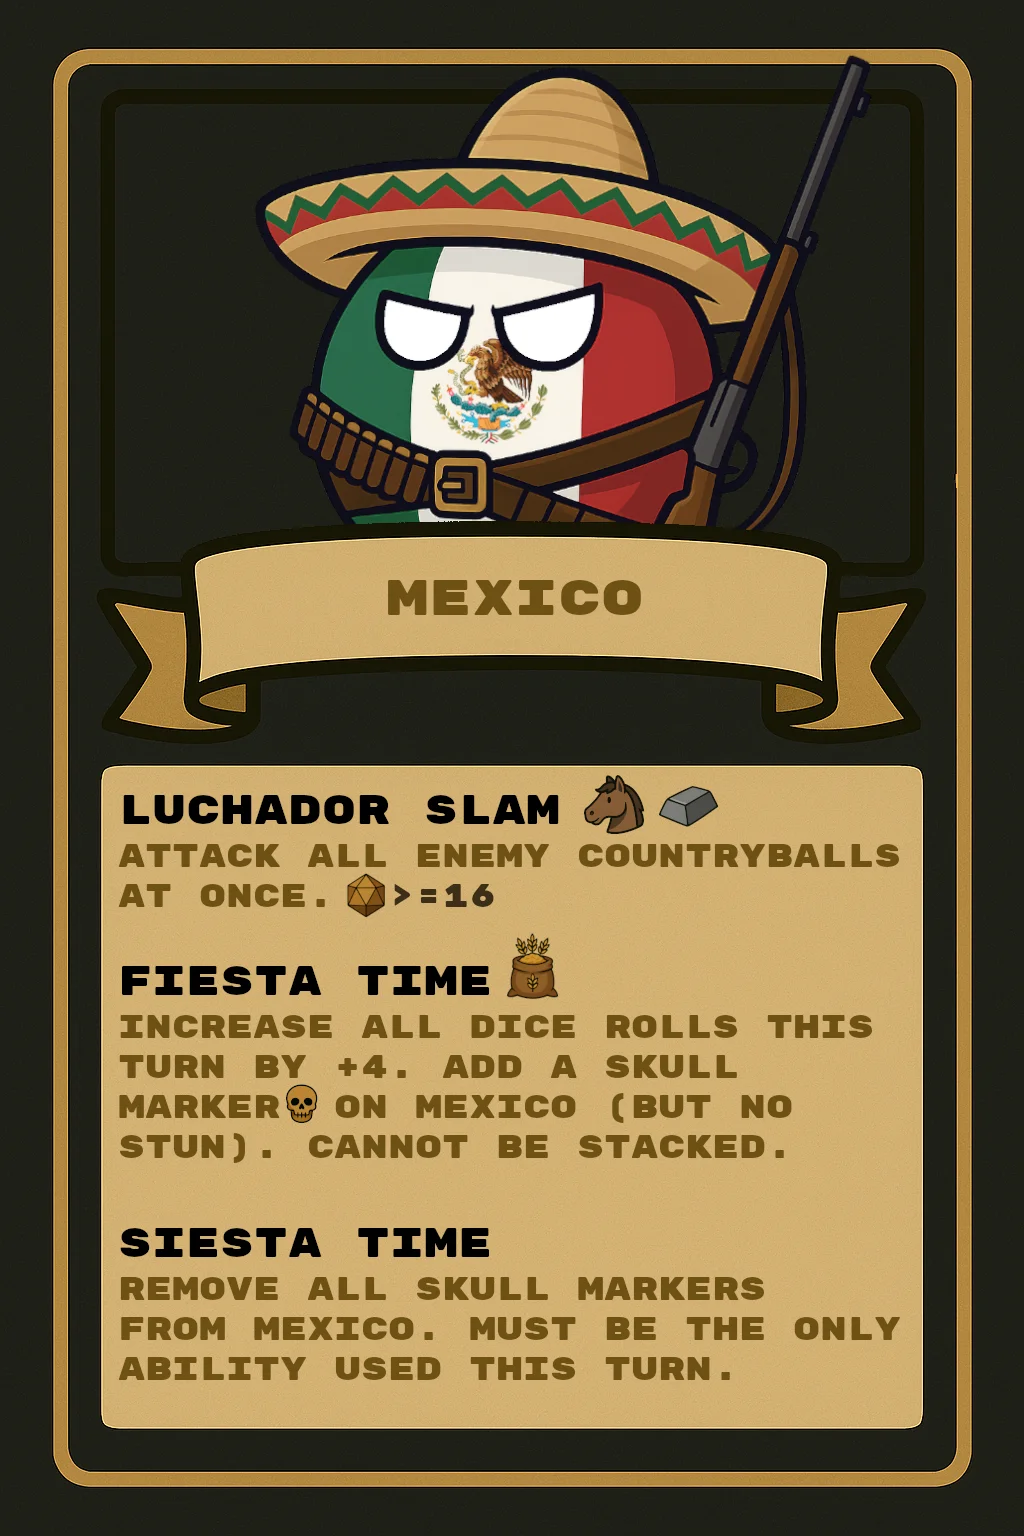 MEXICO
LUCHADOR SLAM
ATTACK ALL ENEMY COUNTRYBALLS
AT ONCE. >=16
FIESTA TIME
INCREASE ALL DICE ROLLS THIS
TURN BY +4. ADD A SKULL
MARKER ON MEXICO (BUT NO
STUN). CANNOT BE STACKED.
SIESTA TIME
REMOVE ALL SKULL MARKERS
FROM MEXICO. MUST BE THE ONLY
ABILITY USED THIS TURN.